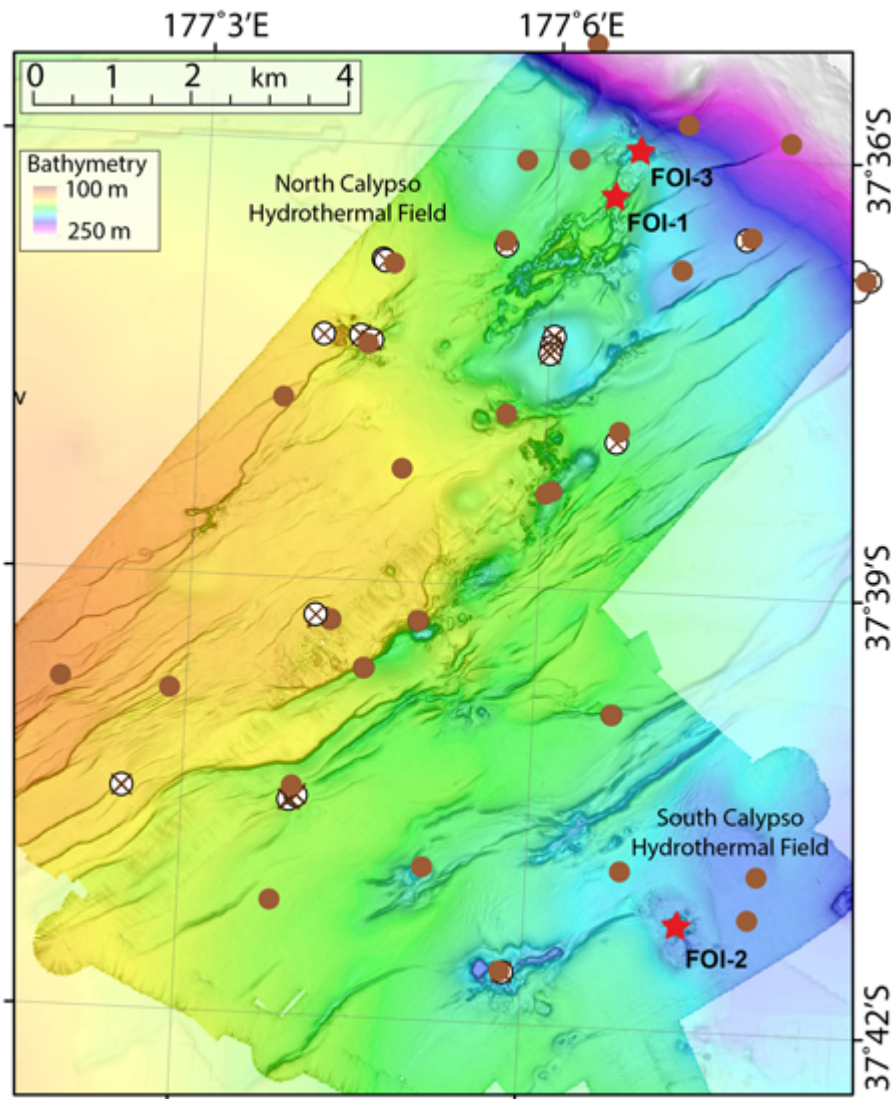 177°3′E
177°6′E
0 1 2 km 4
Bathymetry
100 m
250 m
North Calypso
Hydrothermal Field
FOI-3
FOI-1
37°36′S
v
37°39′S
South Calypso
Hydrothermal Field
FOI-2
37°42′S